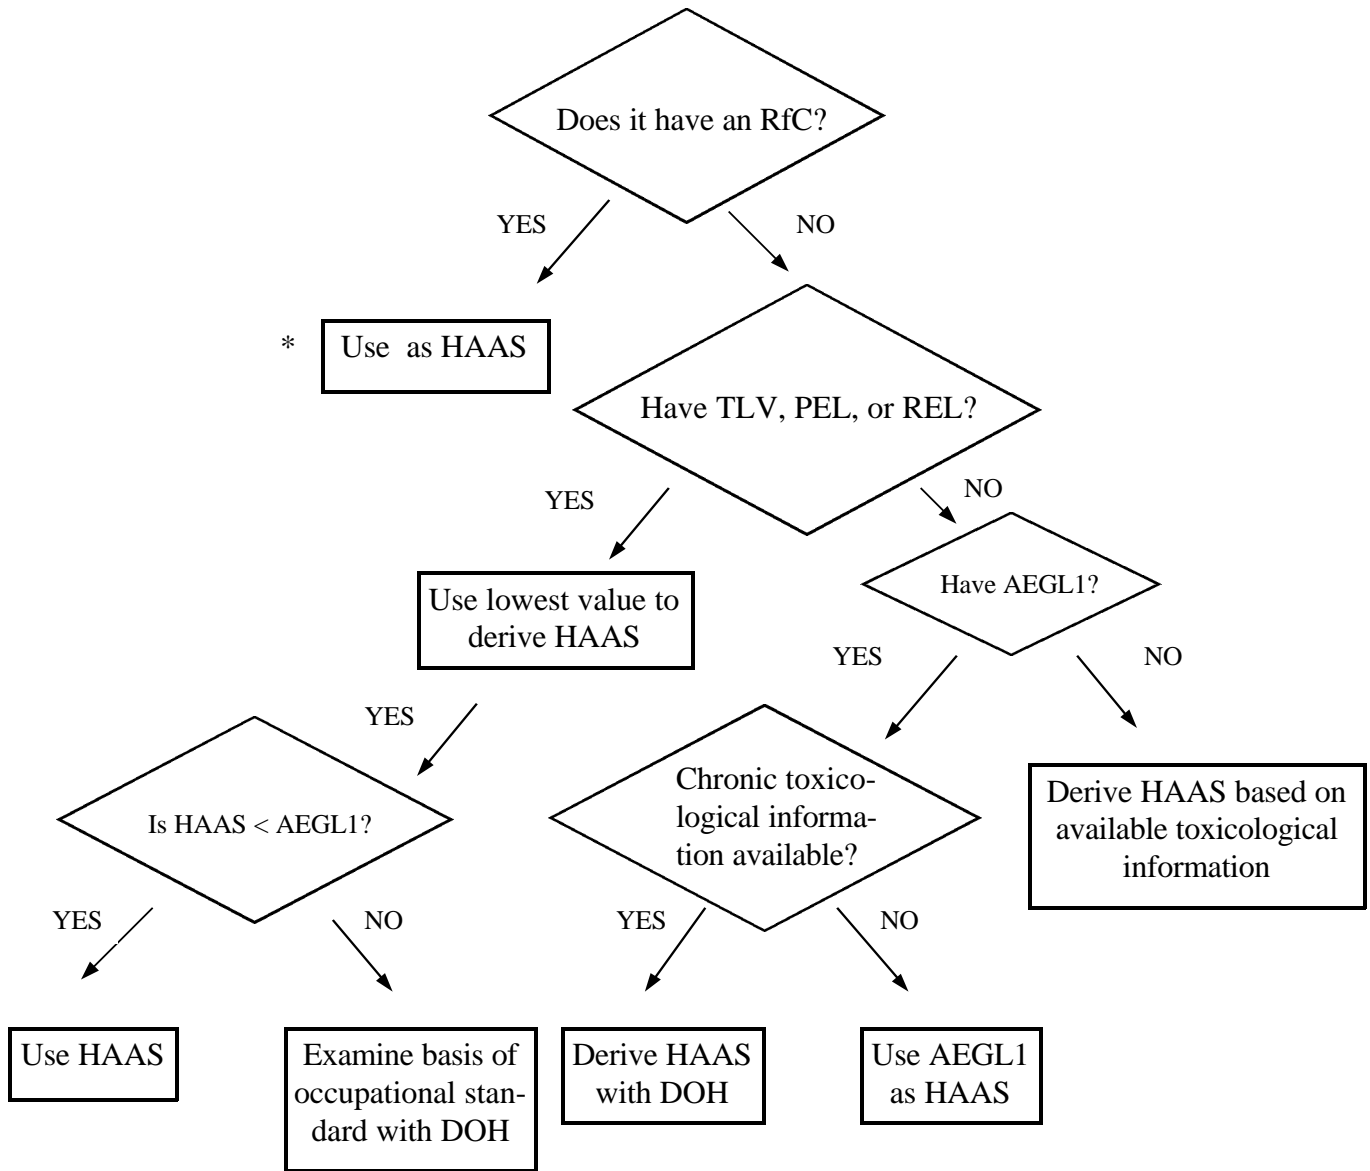 Does it have an RfC?
YES
NO
*
Use as HAAS
Have TLV, PEL, or REL?
YES
NO
Have AEGL1?
Use lowest value to
derive HAAS
YES
NO
YES
Is HAAS < AEGL1?
Chronic toxico-
logical informa-
tion available?
Derive HAAS based on
available toxicological
information
YES
NO
YES
NO
Use HAAS
Examine basis of
occupational stan-
dard with DOH
Derive HAAS
with DOH
Use AEGL1
as HAAS